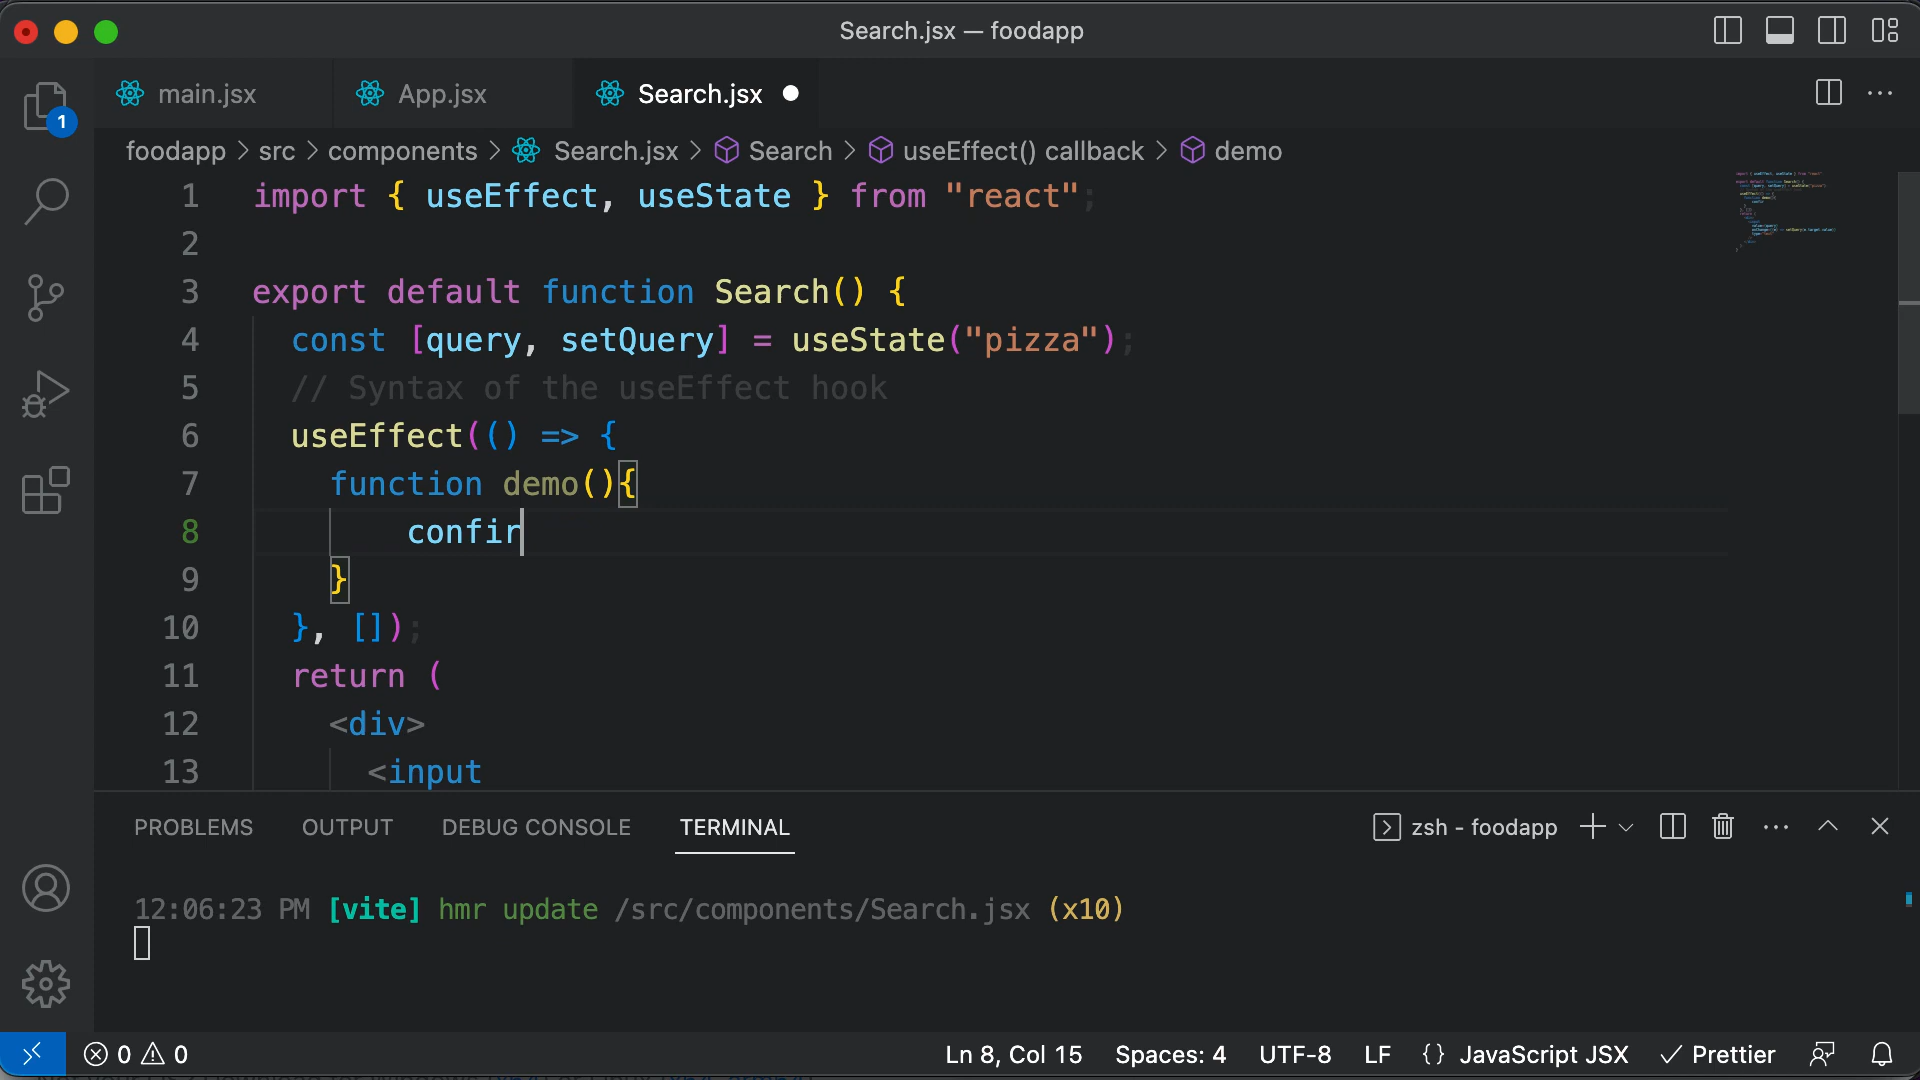 Search.jsx — foodapp
main.jsx App.jsx Search.jsx
1
foodapp > src > components > Search.jsx > Search > useEffect() callback > demo
1 import { useEffect, useState } from "react";
2
3 export default function Search() {
4 const [query, setQuery] = useState("pizza");
5 // Syntax of the useEffect hook
6 useEffect(() => {
7 function demo(){
8 confir
9 }
10 }, []);
11 return (
12 <div>
13 <input
PROBLEMS OUTPUT DEBUG CONSOLE TERMINAL zsh - foodapp
12:06:23 PM [vite] hmr update /src/components/Search.jsx (x10)
0 0 Ln 8, Col 15 Spaces: 4 UTF-8 LF {} JavaScript JSX Prettier